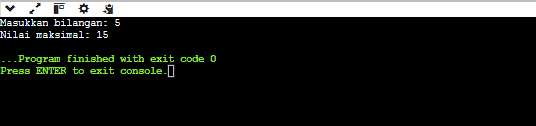 Masukkan bilangan: 5
Nilai maksimal: 15
...Program finished with exit code 0
Press ENTER to exit console.